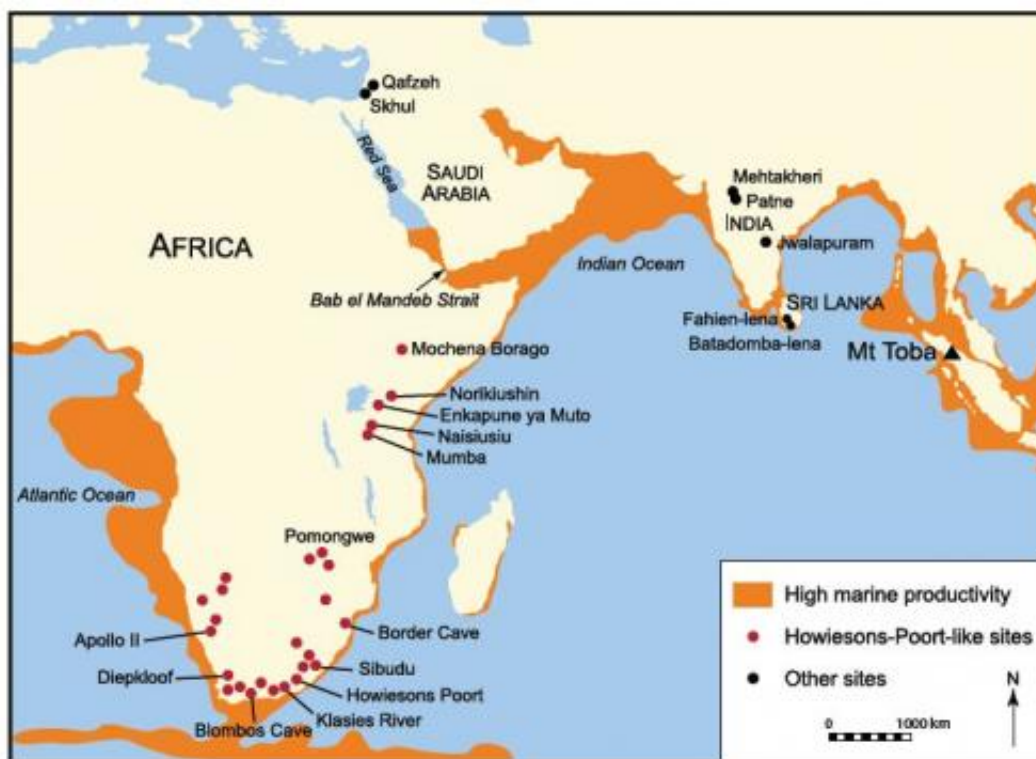 Qafzeh
Skhul
Red Sea
SAUDI
ARABIA
AFRICA
Bab el Mandeb Strait
Indian Ocean
Mehtakheri
Patne
INDIA
Jwalapuram
SRI LANKA
Fahien-lena
Batadomba-lena
Mt Toba
Mochena Borago
Norikiushin
Enkapune ya Muto
Naisiusiu
Mumba
Atlantic Ocean
Pomongwe
Apollo II
Border Cave
Diepkloof
Sibudu
Howiesons Poort
Klasies River
Blombos Cave
High marine productivity
Howiesons-Poort-like sites
Other sites
N
0 1000 km